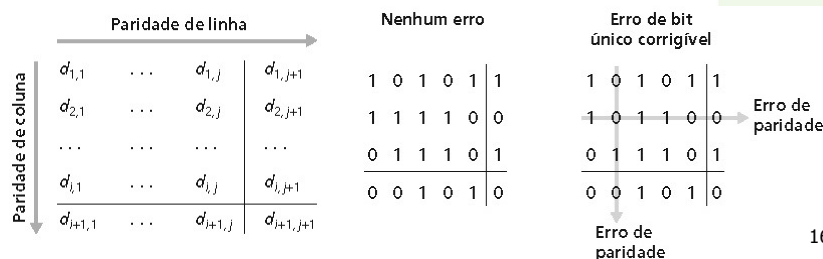 Paridade de linha
Paridade de coluna
d1,1 ... d1,j d1,j+1
d2,1 ... d2,j d2,j+1
... ... ... ...
di,1 ... di,j di,j+1
di+1,1 ... di+1,j di+1,j+1
Nenhum erro
1 0 1 0 1 1
1 1 1 1 0 0
0 1 1 1 0 1
0 0 1 0 1 0
Erro de bit
único corrigível
1 0 1 0 1 1
1 0 1 1 0 0
0 1 1 1 0 1
0 0 1 0 1 0
Erro de
paridade
Erro de
paridade
16